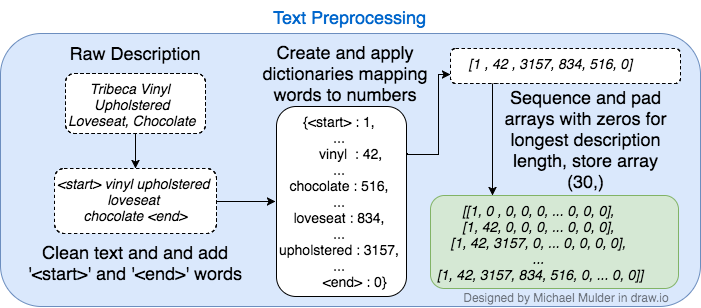 Text Preprocessing
Raw Description
Tribeca Vinyl
Upholstered
Loveseat, Chocolate
<start> vinyl upholstered
loveseat
chocolate <end>
Clean text and and add
'<start>' and '<end>' words
Create and apply
dictionaries mapping
words to numbers
{<start> : 1,
...
vinyl : 42,
...
chocolate : 516,
...
loveseat : 834,
...
upholstered : 3157,
...
<end> : 0}
[1 , 42 , 3157, 834, 516, 0]
Sequence and pad
arrays with zeros for
longest description
length, store array
(30,)
[[1, 0 , 0, 0, 0, ... 0, 0, 0],
[1, 42, 0, 0, 0, ... 0, 0, 0],
[1, 42, 3157, 0, ... 0, 0, 0, 0],
...
[1, 42, 3157, 834, 516, 0, ... 0, 0]]
Designed by Michael Mulder in draw.io